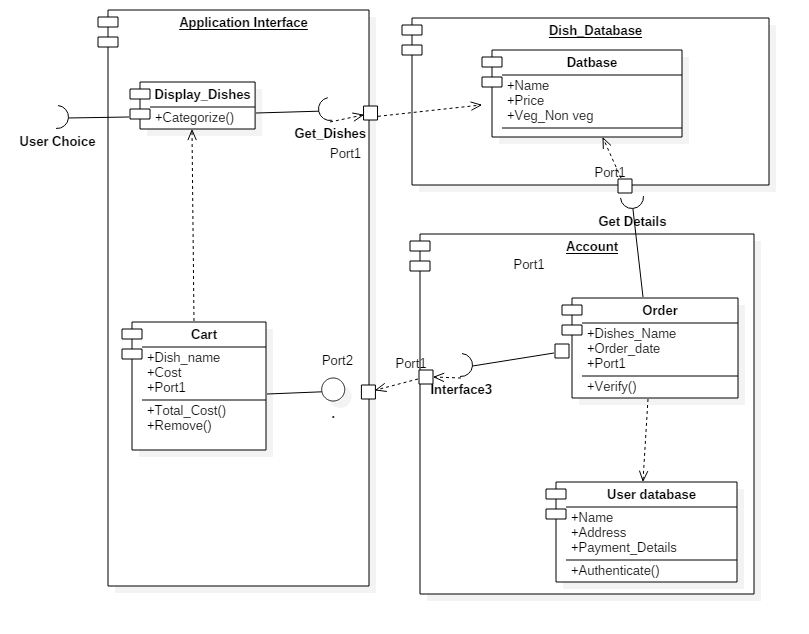 Application Interface
Display_Dishes
+Categorize()
User Choice
Get_Dishes
Port1
Cart
+Dish_name
+Cost
+Port1
+Total_Cost()
+Remove()
Port2
.
Dish_Database
Datbase
+Name
+Price
+Veg_Non veg
Port1
Get Details
Account
Port1
Order
+Dishes_Name
+Order_date
+Port1
+Verify()
Port1
Interface3
User database
+Name
+Address
+Payment_Details
+Authenticate()